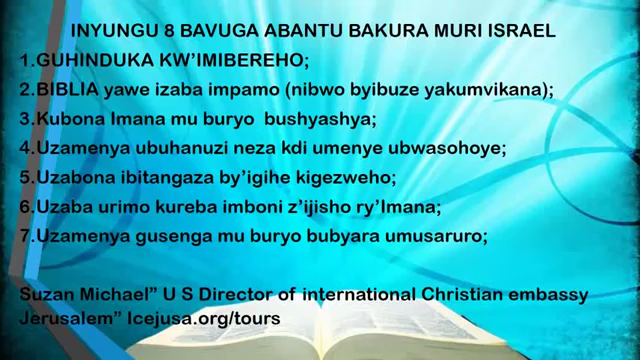 INYUNGU 8 BAVUGA ABANTU BAKURA MURI ISRAEL
1.GUHINDUKA KW’IMIBEREHO;
2.BIBLIA yawe izaba impamo (nibwo byibuze yakumvikana);
3.Kubona Imana mu buryo bushyashya;
4.Uzamenya ubuhanuzi neza kdi umenye ubwasohoye;
5.Uzabona ibitangaza by’igihe kigezweho;
6.Uzaba urimo kureba imboni z’ijisho ry’Imana;
7.Uzamenya gusenga mu buryo bubyara umusaruro;
Suzan Michael” U S Director of international Christian embassy
Jerusalem” Icejusa.org/tours